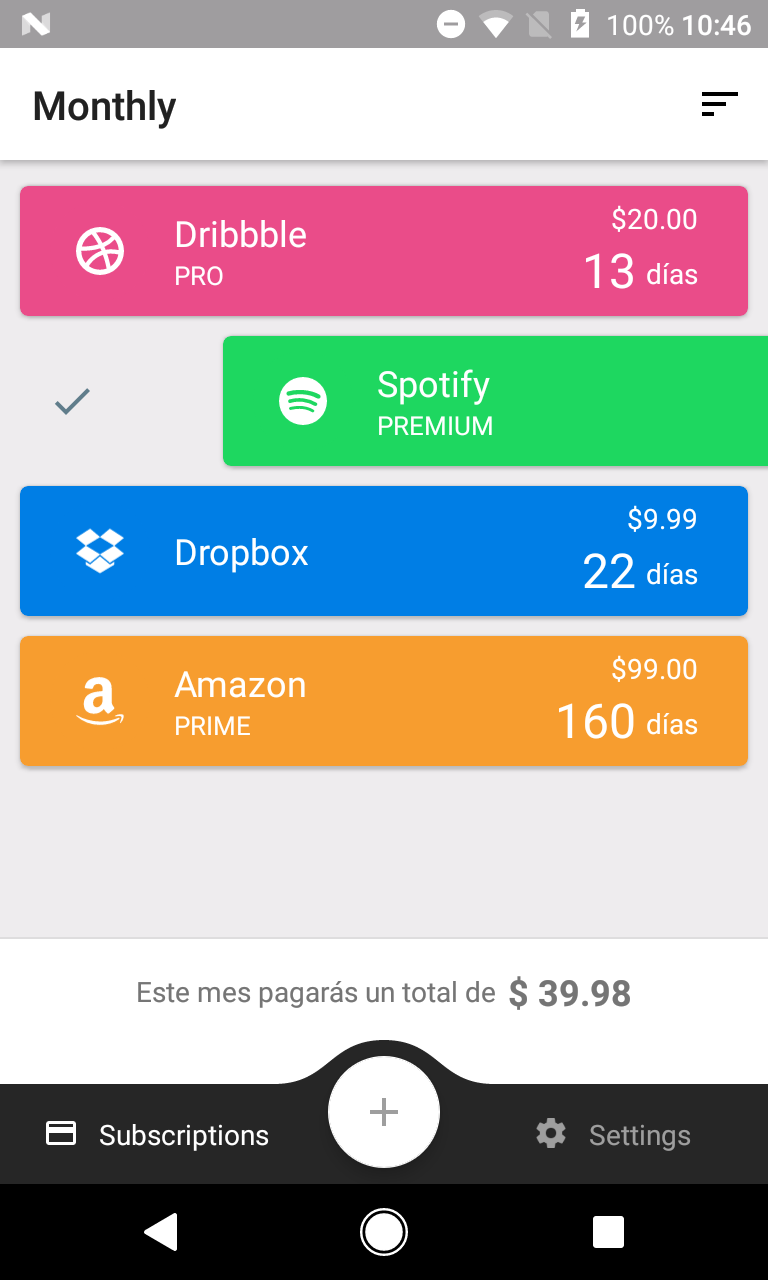 100% 10:46
Monthly
Dribbble
PRO
$20.00
13 días
Spotify
PREMIUM
Dropbox
$9.99
22 días
Amazon
PRIME
$99.00
160 días
Este mes pagarás un total de $ 39.98
Subscriptions
Settings